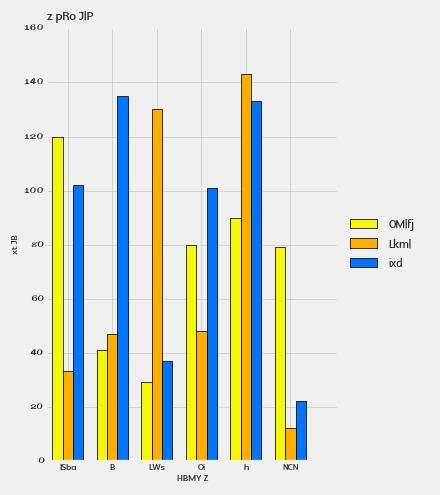 z pRo J|P
160
140
120
100
80
60
40
20
0
xt JB
ISba B LWs Oi h NCN
HBMY Z
OMlfj
Lkml
ixd